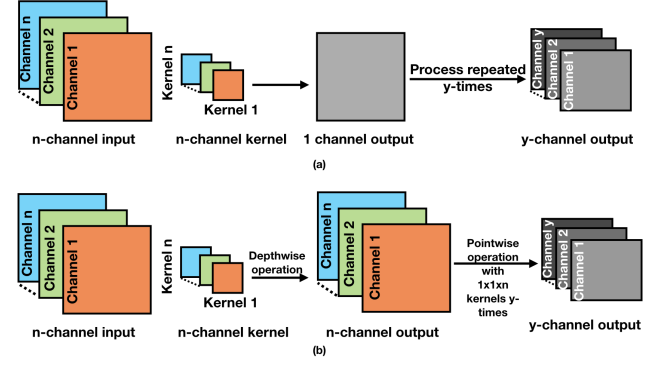 Channel n
Channel 2
Channel 1
Kernel n
Kernel 1
Process repeated
y-times
Channel y
Channel 2
Channel 1
n-channel input
n-channel kernel
1 channel output
y-channel output
(a)
Channel n
Channel 2
Channel 1
Kernel n
Kernel 1
Depthwise
operation
Channel n
Channel 2
Channel 1
Pointwise
operation
with
1x1xn
kernels y-
times
Channel y
Channel 2
Channel 1
n-channel input
n-channel kernel
n-channel output
y-channel output
(b)